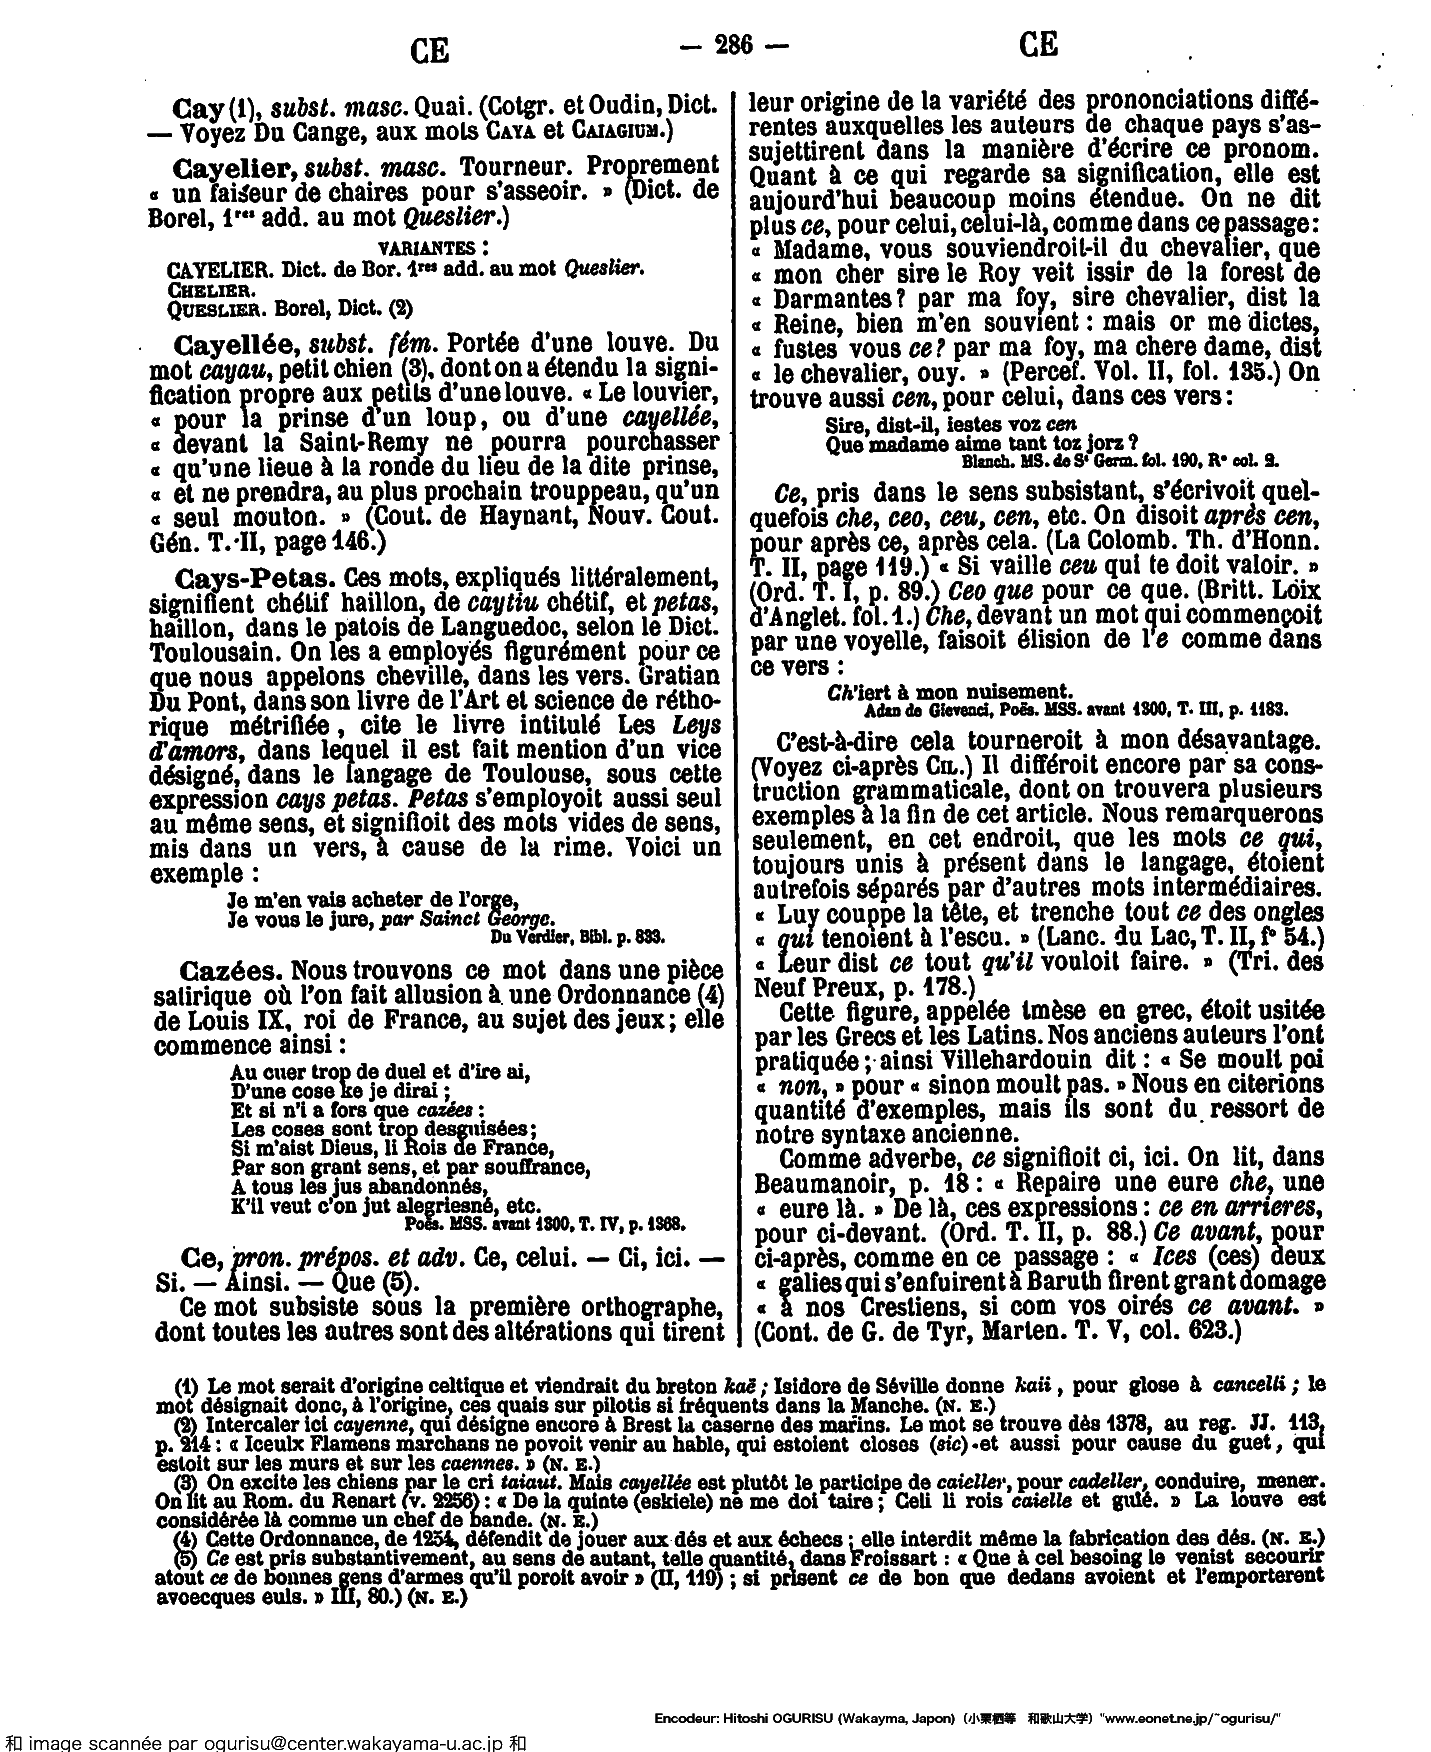 CE
— 286 —
CE
Cay (1), subst. masc. Quai. (Cotgr. et Oudin, Dict.
— Voyez Du Cange, aux mots CAYA et CAIAGIUM.)
Cayelier, subst. masc. Tourneur. Proprement
« un faiseur de chaires pour s'asseoir. » (Dict. de
Borel, 1res add. au mot Queslier.)
VARIANTES :
CAYELIER. Dict. de Bor. 1res add. au mot Queslier.
CHELIER.
QUESLIER. Borel, Dict. (2)
Cayellée, subst. fém. Portée d'une louve. Du
mot cayau, petit chien (3), dont on a étendu la signi-
fication propre aux petits d'une louve. « Le louvier,
« pour la prinse d'un loup, ou d'une cayellée,
« devant la Saint-Remy ne pourra pourchasser
« qu'une lieue à la ronde du lieu de la dite prinse,
« et ne prendra, au plus prochain trouppeau, qu'un
« seul mouton. » (Cout. de Haynant, Nouv. Cout.
Gén. T. II, page 146.)
Cays-Petas. Ces mots, expliqués littéralement,
signifient chétif haillon, de caytiu chétif, et petas,
haillon, dans le patois de Languedoc, selon le Dict.
Toulousain. On les a employés figurément pour ce
que nous appelons cheville, dans les vers. Gratian
Du Pont, dans son livre de l'Art et science de rétho-
rique métrifiée, cite le livre intitulé Les Leys
d'amors, dans lequel il est fait mention d'un vice
désigné, dans le langage de Toulouse, sous cette
expression cays petas. Petas s'employoit aussi seul
au même sens, et signifioit des mots vides de sens,
mis dans un vers, à cause de la rime. Voici un
exemple :
Je m'en vais acheter de l'orge,
Je vous le jure, par Sainct George.
Du Verdier, Bibl. p. 833.
Cazées. Nous trouvons ce mot dans une pièce
satirique où l'on fait allusion à une Ordonnance (4)
de Louis IX, roi de France, au sujet des jeux ; elle
commence ainsi :
Au cuer trop de duel et d'ire ai,
D'une cose ke je dirai ;
Et si n'i a fors que cazées :
Les coses sont trop desguisées ;
Si m'aist Dieus, li Rois de France,
Par son grant sens, et par souffrance,
A tous les jus abandonnés,
K'il veut c'on jut alegriesné, etc.
Poës. MSS. avant 1300, T. IV, p. 1368.
Ce, pron. prépos. et adv. Ce, celui. — Ci, ici. —
Si. — Ainsi. — Que (5).
Ce mot subsiste sous la première orthographe,
dont toutes les autres sont des altérations qui tirent
leur origine de la variété des prononciations diffé-
rentes auxquelles les auteurs de chaque pays s'as-
sujettirent dans la manière d'écrire ce pronom.
Quant à ce qui regarde sa signification, elle est
aujourd'hui beaucoup moins étendue. On ne dit
plus ce, pour celui, celui-là, comme dans ce passage :
« Madame, vous souviendroit-il du chevalier, que
« mon cher sire le Roy veit issir de la forest de
« Darmantes ? par ma foy, sire chevalier, dist la
« Reine, bien m'en souvient : mais or me dictes,
« fustes vous ce ? par ma foy, ma chere dame, dist
« le chevalier, ouy. » (Percef. Vol. II, fol. 135.) On
trouve aussi cen, pour celui, dans ces vers :
Sire, dist-il, iestes voz cen
Que madame aime tant toz jorz ?
Blanch. MS. de St Germ. fol. 190, Ro col. 2.
Ce, pris dans le sens subsistant, s'écrivoit quel-
quefois che, ceo, ceu, cen, etc. On disoit après cen,
pour après ce, après cela. (La Colomb. Th. d'Honn.
T. II, page 119.) « Si vaille ceu qui te doit valoir. »
(Ord. T. I, p. 89.) Ceo que pour ce que. (Britt. Loix
d'Anglet. fol. 1.) Che, devant un mot qui commençoit
par une voyelle, faisoit élision de l'e comme dans
ce vers :
Ch'iert à mon nuisement.
Adan de Gievenci, Poës. MSS. avant 1300, T. III, p. 1183.
C'est-à-dire cela tourneroit à mon désavantage.
(Voyez ci-après CIL.) Il différoit encore par sa cons-
truction grammaticale, dont on trouvera plusieurs
exemples à la fin de cet article. Nous remarquerons
seulement, en cet endroit, que les mots ce qui,
toujours unis à présent dans le langage, étoient
autrefois séparés par d'autres mots intermédiaires.
« Luy couppe la tête, et trenche tout ce des ongles
« qui tenoient à l'escu. » (Lanc. du Lac, T. II, fo 54.)
« Leur dist ce tout qu'il vouloit faire. » (Tri. des
Neuf Preux, p. 178.)
Cette figure, appelée tmèse en grec, étoit usitée
par les Grecs et les Latins. Nos anciens auteurs l'ont
pratiquée ; ainsi Villehardouin dit : « Se moult poi
« non, » pour « sinon moult pas. » Nous en citerions
quantité d'exemples, mais ils sont du ressort de
notre syntaxe ancienne.
Comme adverbe, ce signifioit ci, ici. On lit, dans
Beaumanoir, p. 18 : « Repaire une eure che, une
« eure là. » De là, ces expressions : ce en arrieres,
pour ci-devant. (Ord. T. II, p. 88.) Ce avant, pour
ci-après, comme en ce passage : « Ices (ces) deux
« galies qui s'enfuirent à Baruth firent grant domage
« à nos Crestiens, si com vos oirés ce avant. »
(Cont. de G. de Tyr, Marten. T. V, col. 623.)
(1) Le mot serait d'origine celtique et viendrait du breton kaë ; Isidore de Séville donne kaii, pour glose à cancelli ; le
mot désignait donc, à l'origine, ces quais sur pilotis si fréquents dans la Manche. (N. E.)
(2) Intercaler ici cayenne, qui désigne encore à Brest la caserne des marins. Le mot se trouve dès 1378, au reg. JJ. 113,
p. 214 : « Iceulx Flamens marchans ne povoit venir au hable, qui estoient closes (sic) et aussi pour cause du guet, qui
estoit sur les murs et sur les caennes. » (N. E.)
(3) On excite les chiens par le cri taiaut. Mais cayellée est plutôt le participe de caieller, pour cadeller, conduire, mener.
On lit au Rom. du Renart (v. 2256) : « De la quinte (eskiele) ne me doi taire ; Celi li rois caielle et guie. » La louve est
considérée là comme un chef de bande. (N. E.)
(4) Cette Ordonnance, de 1254, défendit de jouer aux dés et aux échecs ; elle interdit même la fabrication des dés. (N. E.)
(5) Ce est pris substantivement, au sens de autant, telle quantité, dans Froissart : « Que à cel besoing le venist secourir
atout ce de bonnes gens d'armes qu'il poroit avoir » (II, 119) ; si prisent ce de bon que dedans avoient et l'emporterent
avoecques euls. » III, 80.) (N. E.)
Encodeur: Hitoshi OGURISU (Wakayma, Japon) (小栗栖等 和歌山大学) "www.eonet.ne.jp/~ogurisu/"
和 image scannée par ogurisu@center.wakayama-u.ac.jp 和